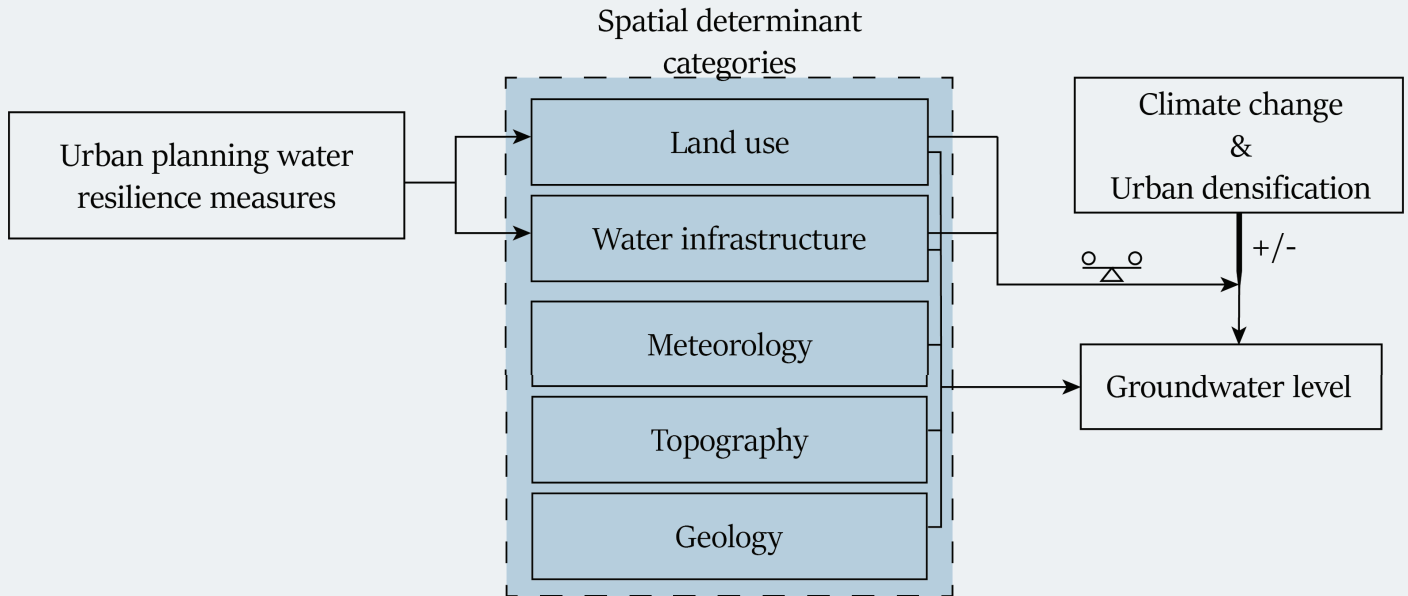 Spatial determinant
categories
Urban planning water
resilience measures
Land use
Water infrastructure
Meteorology
Topography
Geology
Climate change
&
Urban densification
+/-
Groundwater level